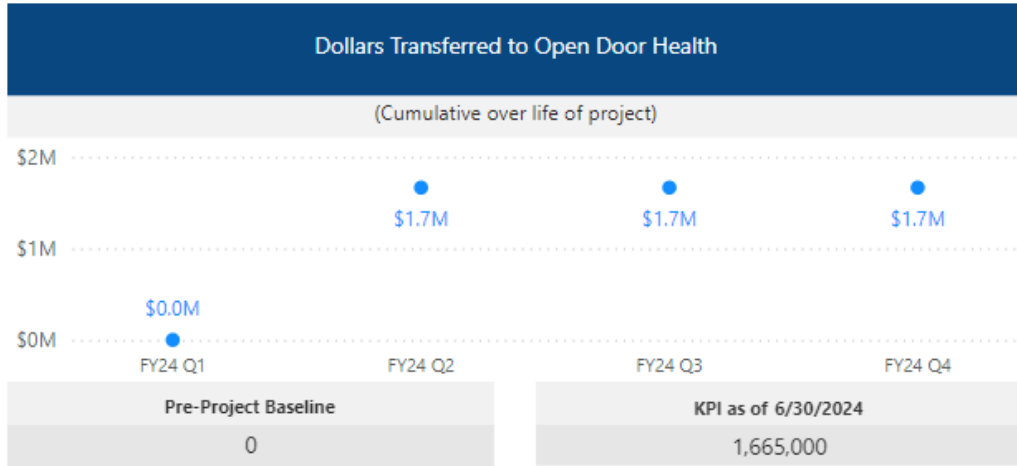 Dollars Transferred to Open Door Health
(Cumulative over life of project)
$2M
$1.7M $1.7M $1.7M
$1M
$0.0M
$0M
FY24 Q1 FY24 Q2 FY24 Q3 FY24 Q4
Pre-Project Baseline KPI as of 6/30/2024
0 1,665,000